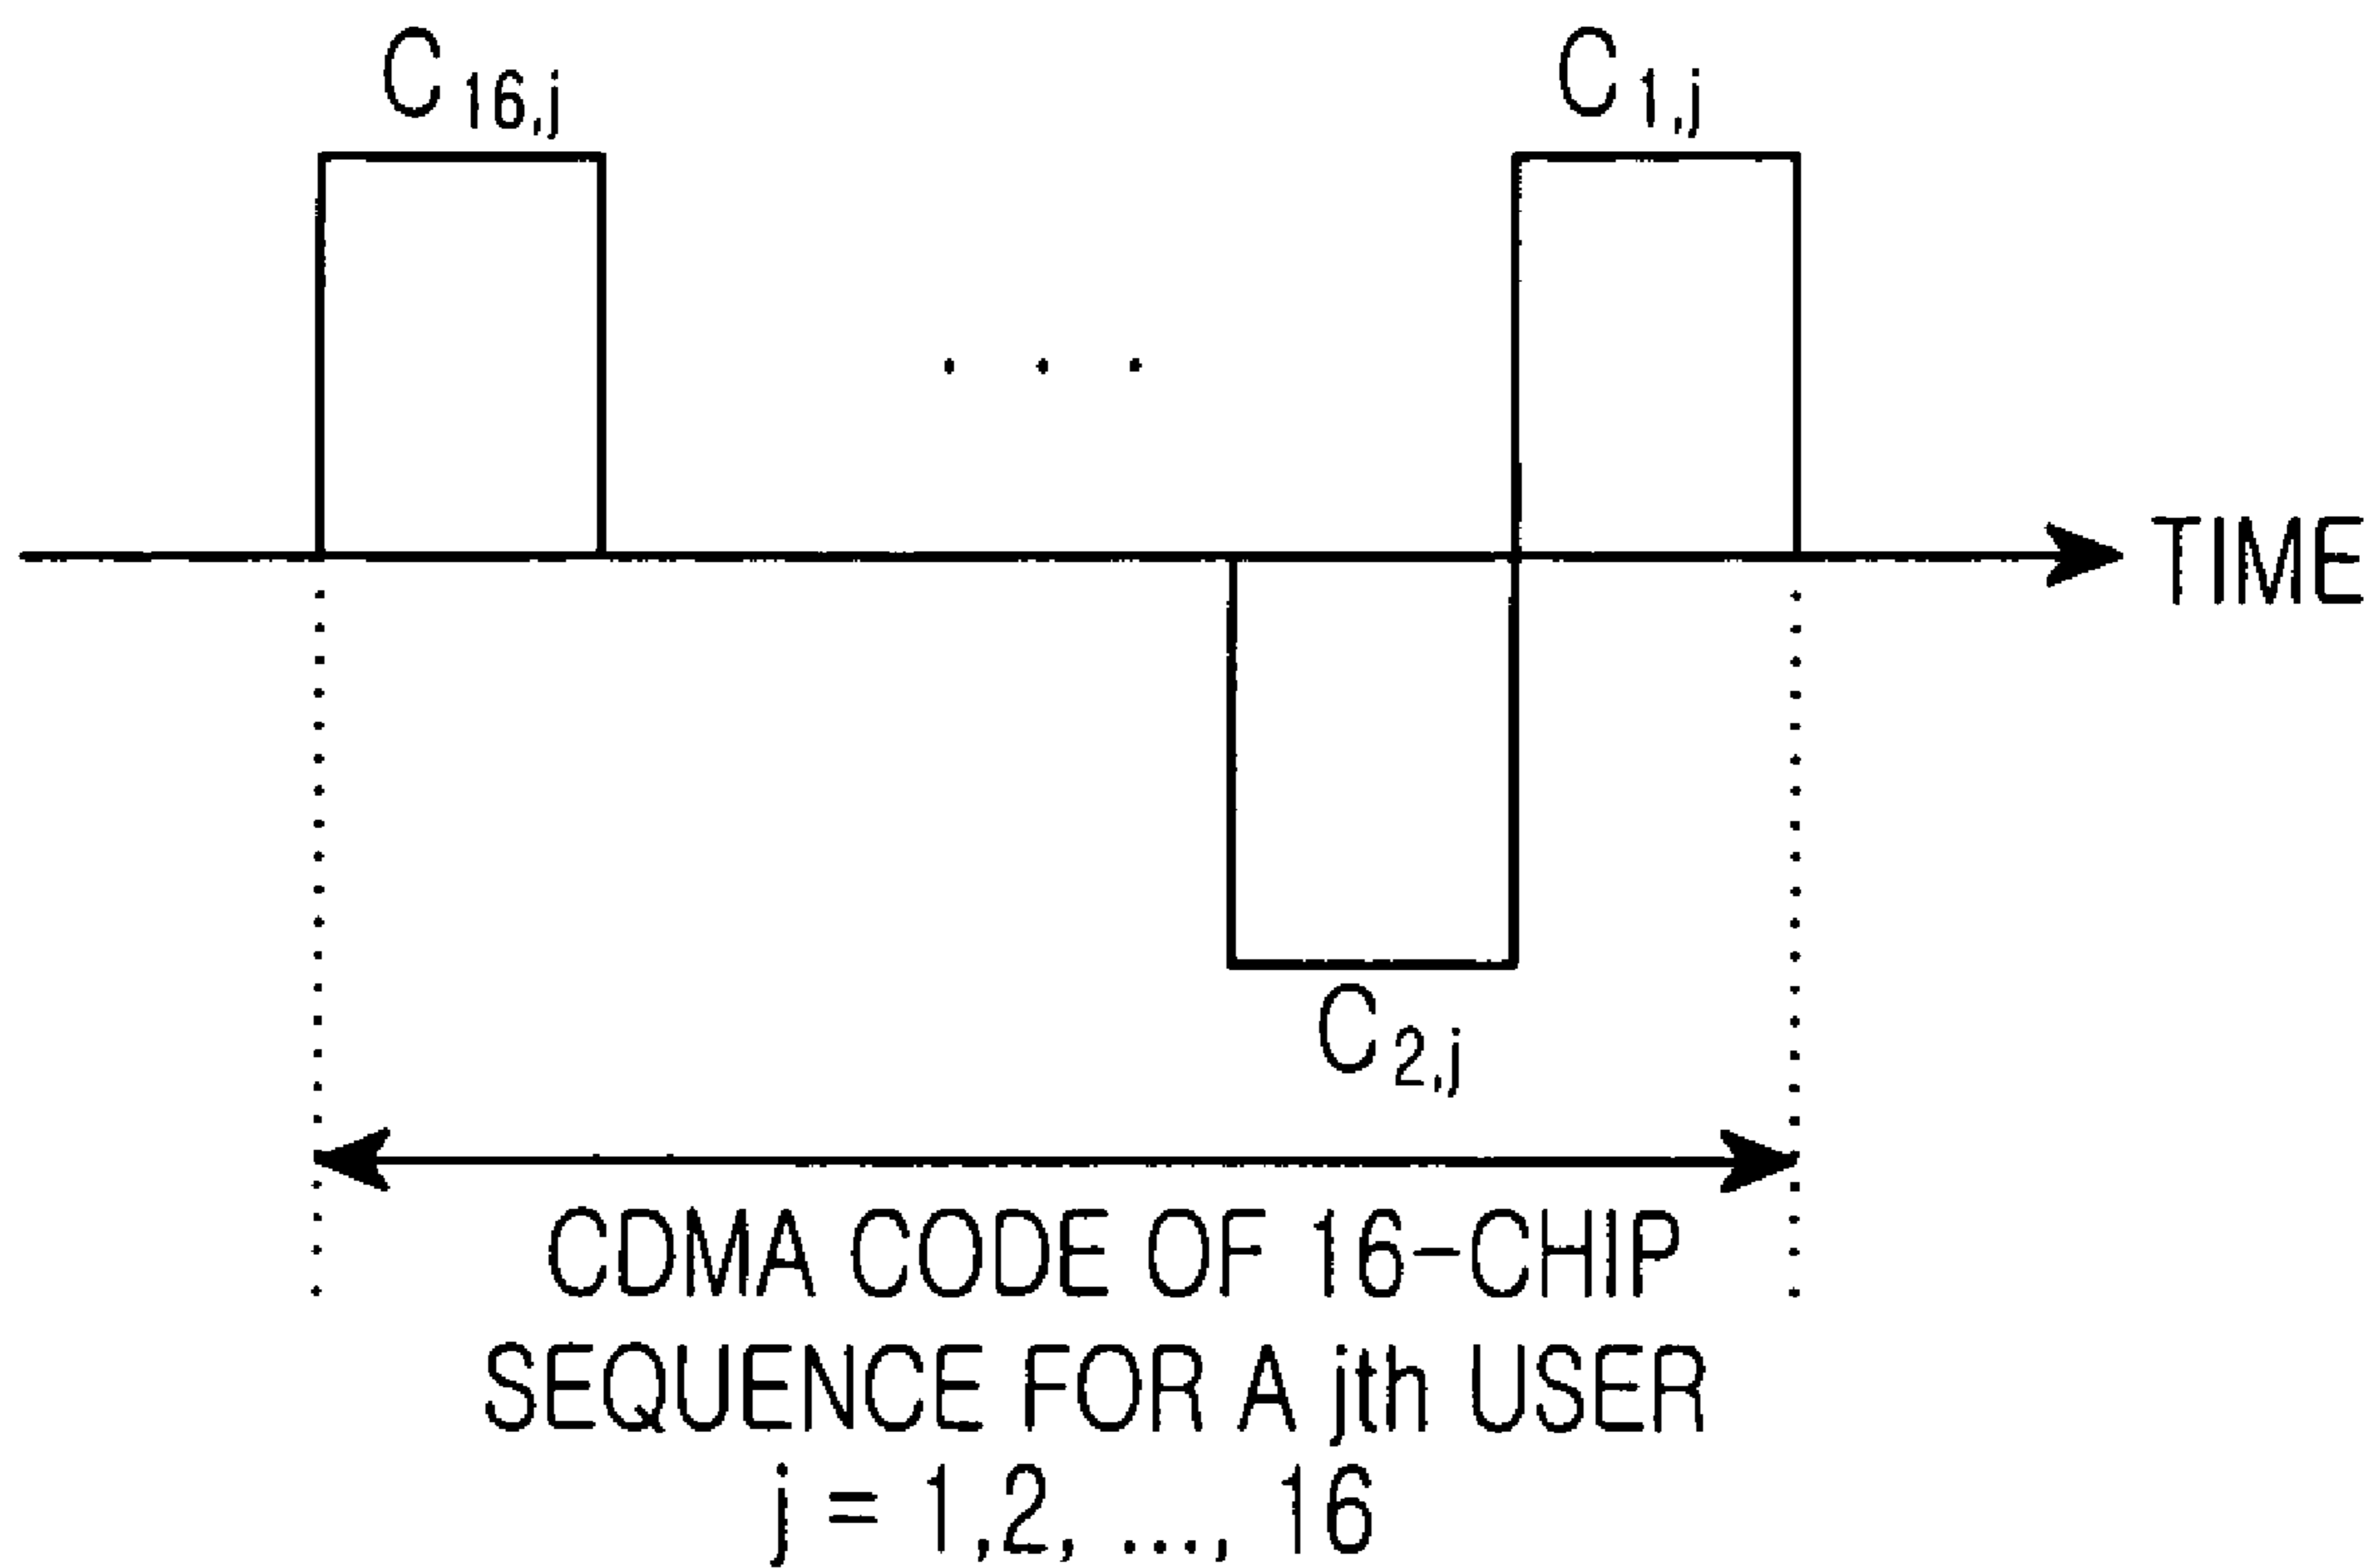 C16,j
C1,j
. . .
TIME
C2,j
CDMA CODE OF 16-CHIP
SEQUENCE FOR A jth USER
j = 1,2, ..., 16